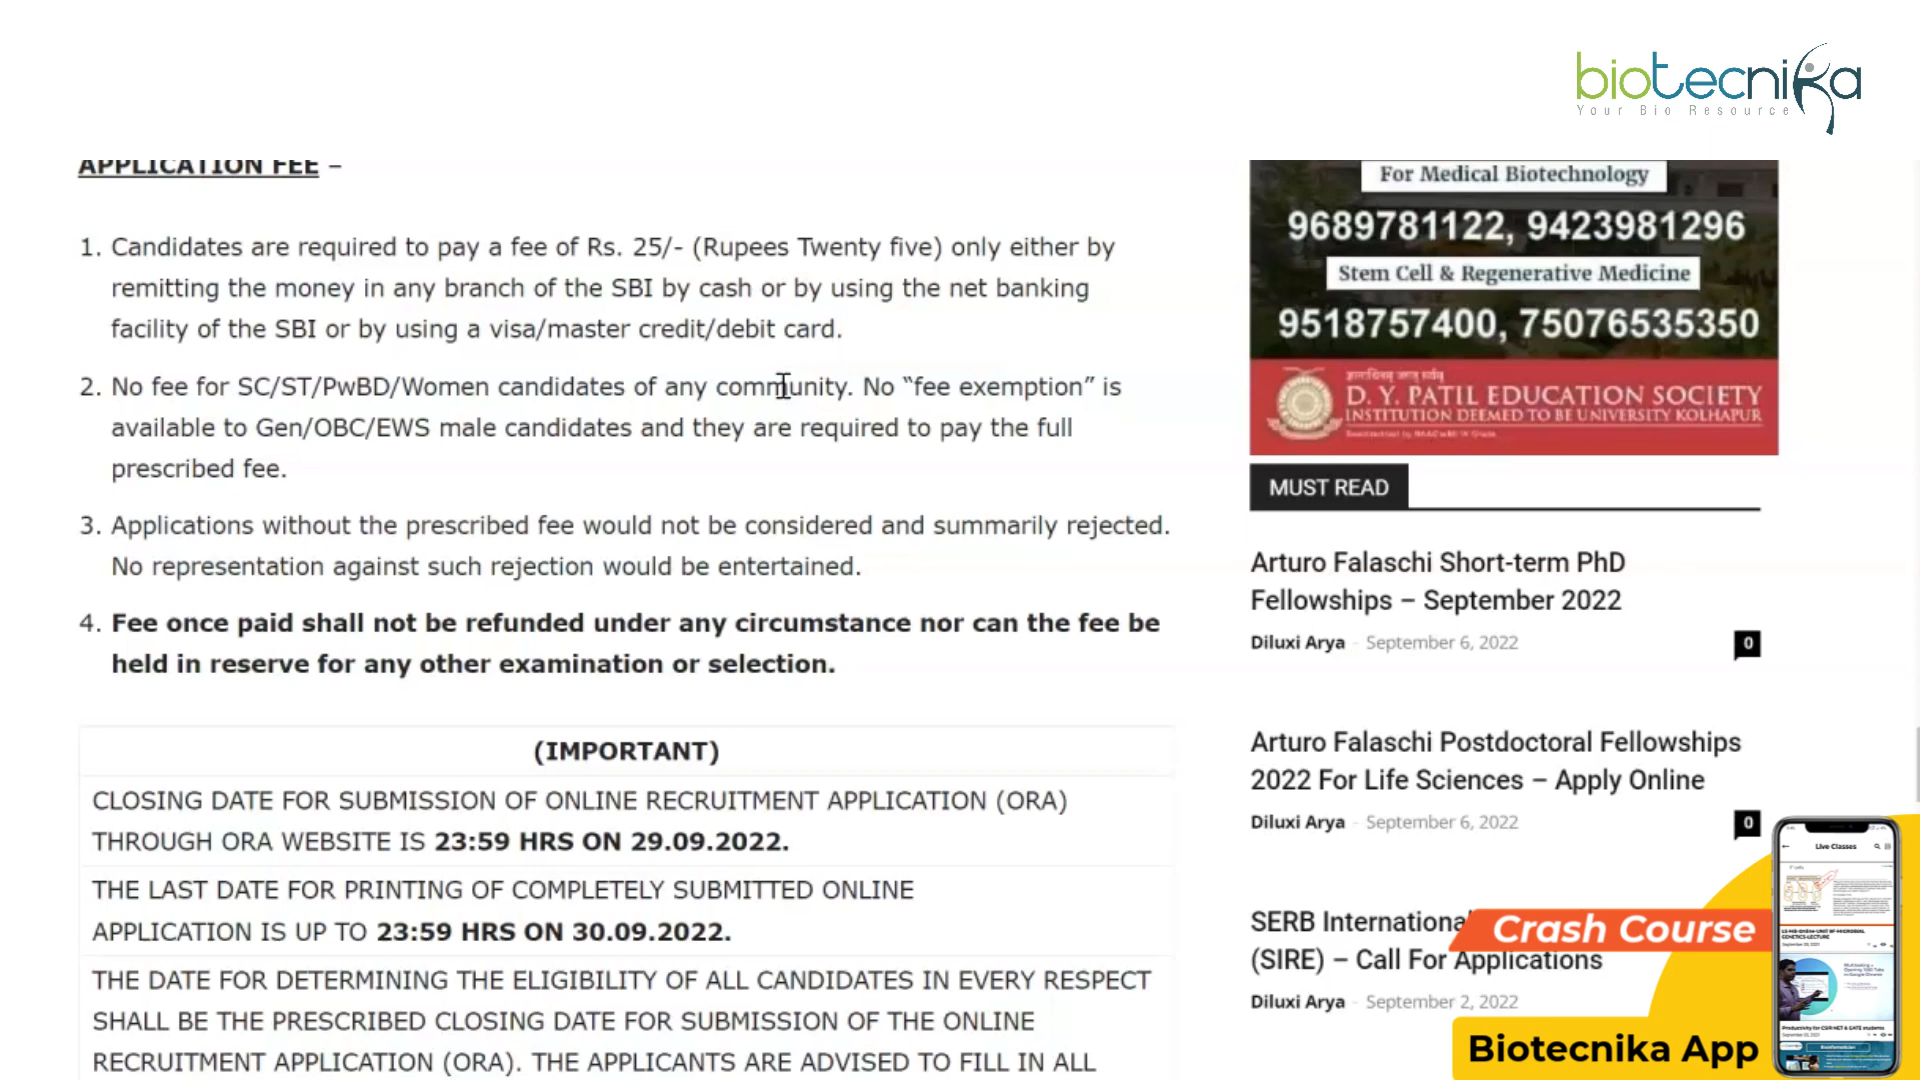 biotecnika
Your Bio Resource
APPLICATION FEE –
1. Candidates are required to pay a fee of Rs. 25/- (Rupees Twenty five) only either by
remitting the money in any branch of the SBI by cash or by using the net banking
facility of the SBI or by using a visa/master credit/debit card.
2. No fee for SC/ST/PwBD/Women candidates of any community. No “fee exemption” is
available to Gen/OBC/EWS male candidates and they are required to pay the full
prescribed fee.
3. Applications without the prescribed fee would not be considered and summarily rejected.
No representation against such rejection would be entertained.
4. Fee once paid shall not be refunded under any circumstance nor can the fee be
held in reserve for any other examination or selection.
(IMPORTANT)
CLOSING DATE FOR SUBMISSION OF ONLINE RECRUITMENT APPLICATION (ORA)
THROUGH ORA WEBSITE IS 23:59 HRS ON 29.09.2022.
THE LAST DATE FOR PRINTING OF COMPLETELY SUBMITTED ONLINE
APPLICATION IS UP TO 23:59 HRS ON 30.09.2022.
THE DATE FOR DETERMINING THE ELIGIBILITY OF ALL CANDIDATES IN EVERY RESPECT
SHALL BE THE PRESCRIBED CLOSING DATE FOR SUBMISSION OF THE ONLINE
RECRUITMENT APPLICATION (ORA). THE APPLICANTS ARE ADVISED TO FILL IN ALL
For Medical Biotechnology
9689781122, 9423981296
Stem Cell & Regenerative Medicine
9518757400, 75076535350
D. Y. PATIL EDUCATION SOCIETY
INSTITUTION DEEMED TO BE UNIVERSITY KOLHAPUR
MUST READ
Arturo Falaschi Short-term PhD
Fellowships – September 2022
Diluxi Arya - September 6, 2022
0
Arturo Falaschi Postdoctoral Fellowships
2022 For Life Sciences – Apply Online
Diluxi Arya - September 6, 2022
0
SERB International
(SIRE) – Call For Applications
Diluxi Arya - September 2, 2022
Crash Course
Biotecnika App
Live Classes